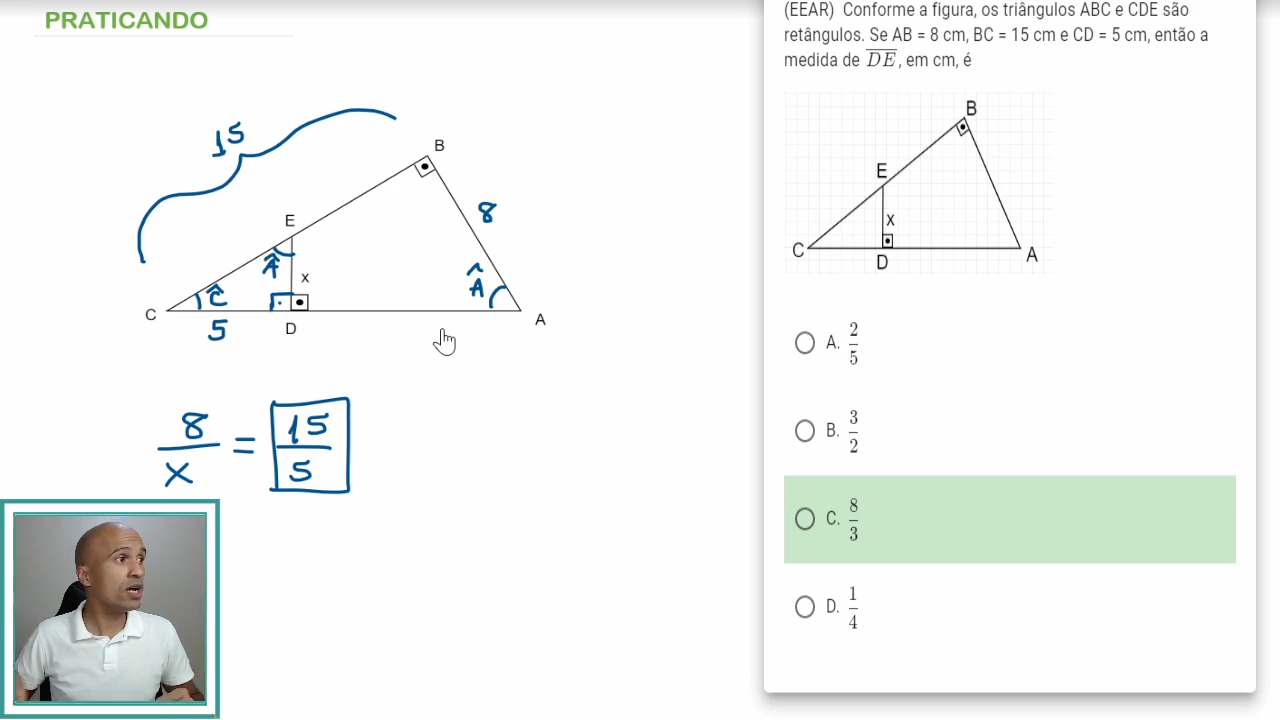 PRATICANDO
15
B
8
E
Â
x
Â
Ĉ
C
5
D
A
8/x = 15/5
(EEAR) Conforme a figura, os triângulos ABC e CDE são
retângulos. Se AB = 8 cm, BC = 15 cm e CD = 5 cm, então a
medida de \overline{DE}, em cm, é
B
E
x
C
D
A
A. 2/5
B. 3/2
C. 8/3
D. 1/4